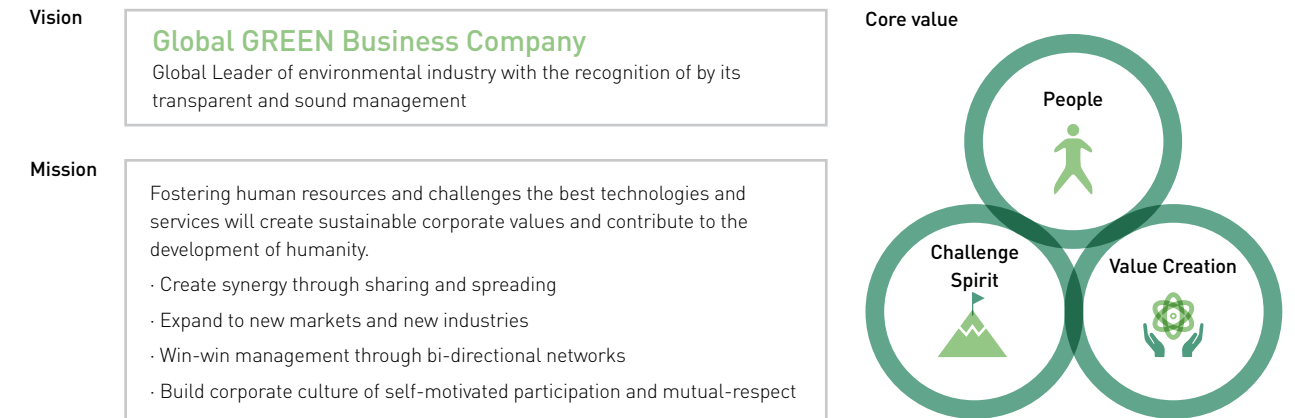 Vision
Global GREEN Business Company
Global Leader of environmental industry with the recognition of by its
transparent and sound management
Mission
Fostering human resources and challenges the best technologies and
services will create sustainable corporate values and contribute to the
development of humanity.
· Create synergy through sharing and spreading
· Expand to new markets and new industries
· Win-win management through bi-directional networks
· Build corporate culture of self-motivated participation and mutual-respect
Core value
People
Challenge
Spirit
Value Creation